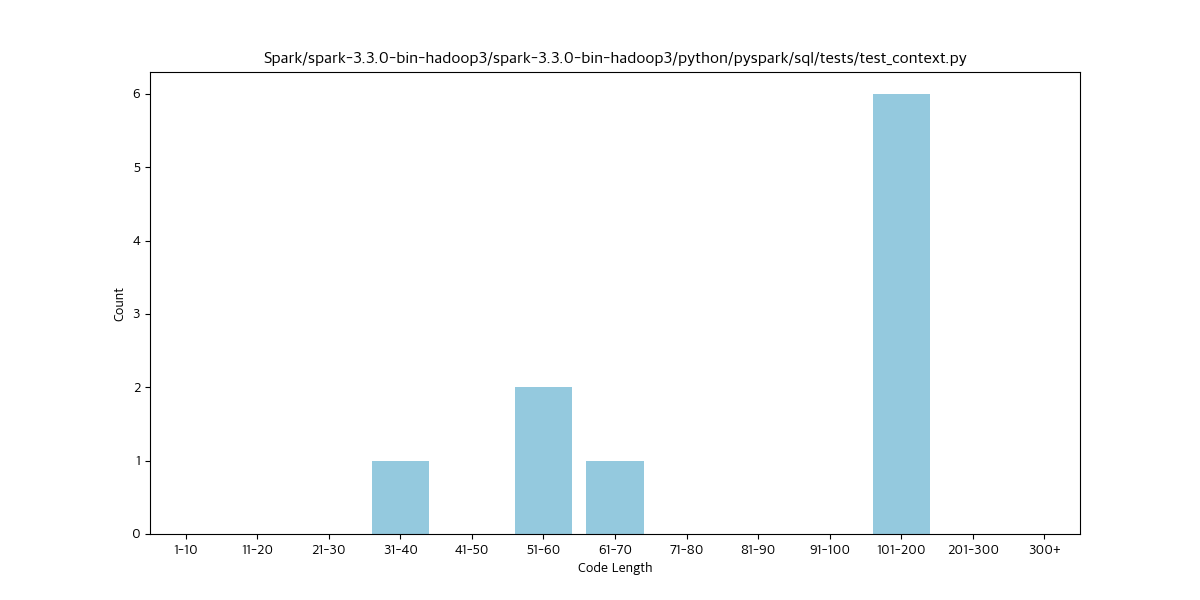 Spark/spark-3.3.0-bin-hadoop3/spark-3.3.0-bin-hadoop3/python/pyspark/sql/tests/test_context.py
6
5
4
3
2
1
0
Count
1-10 11-20 21-30 31-40 41-50 51-60 61-70 71-80 81-90 91-100 101-200 201-300 300+
Code Length